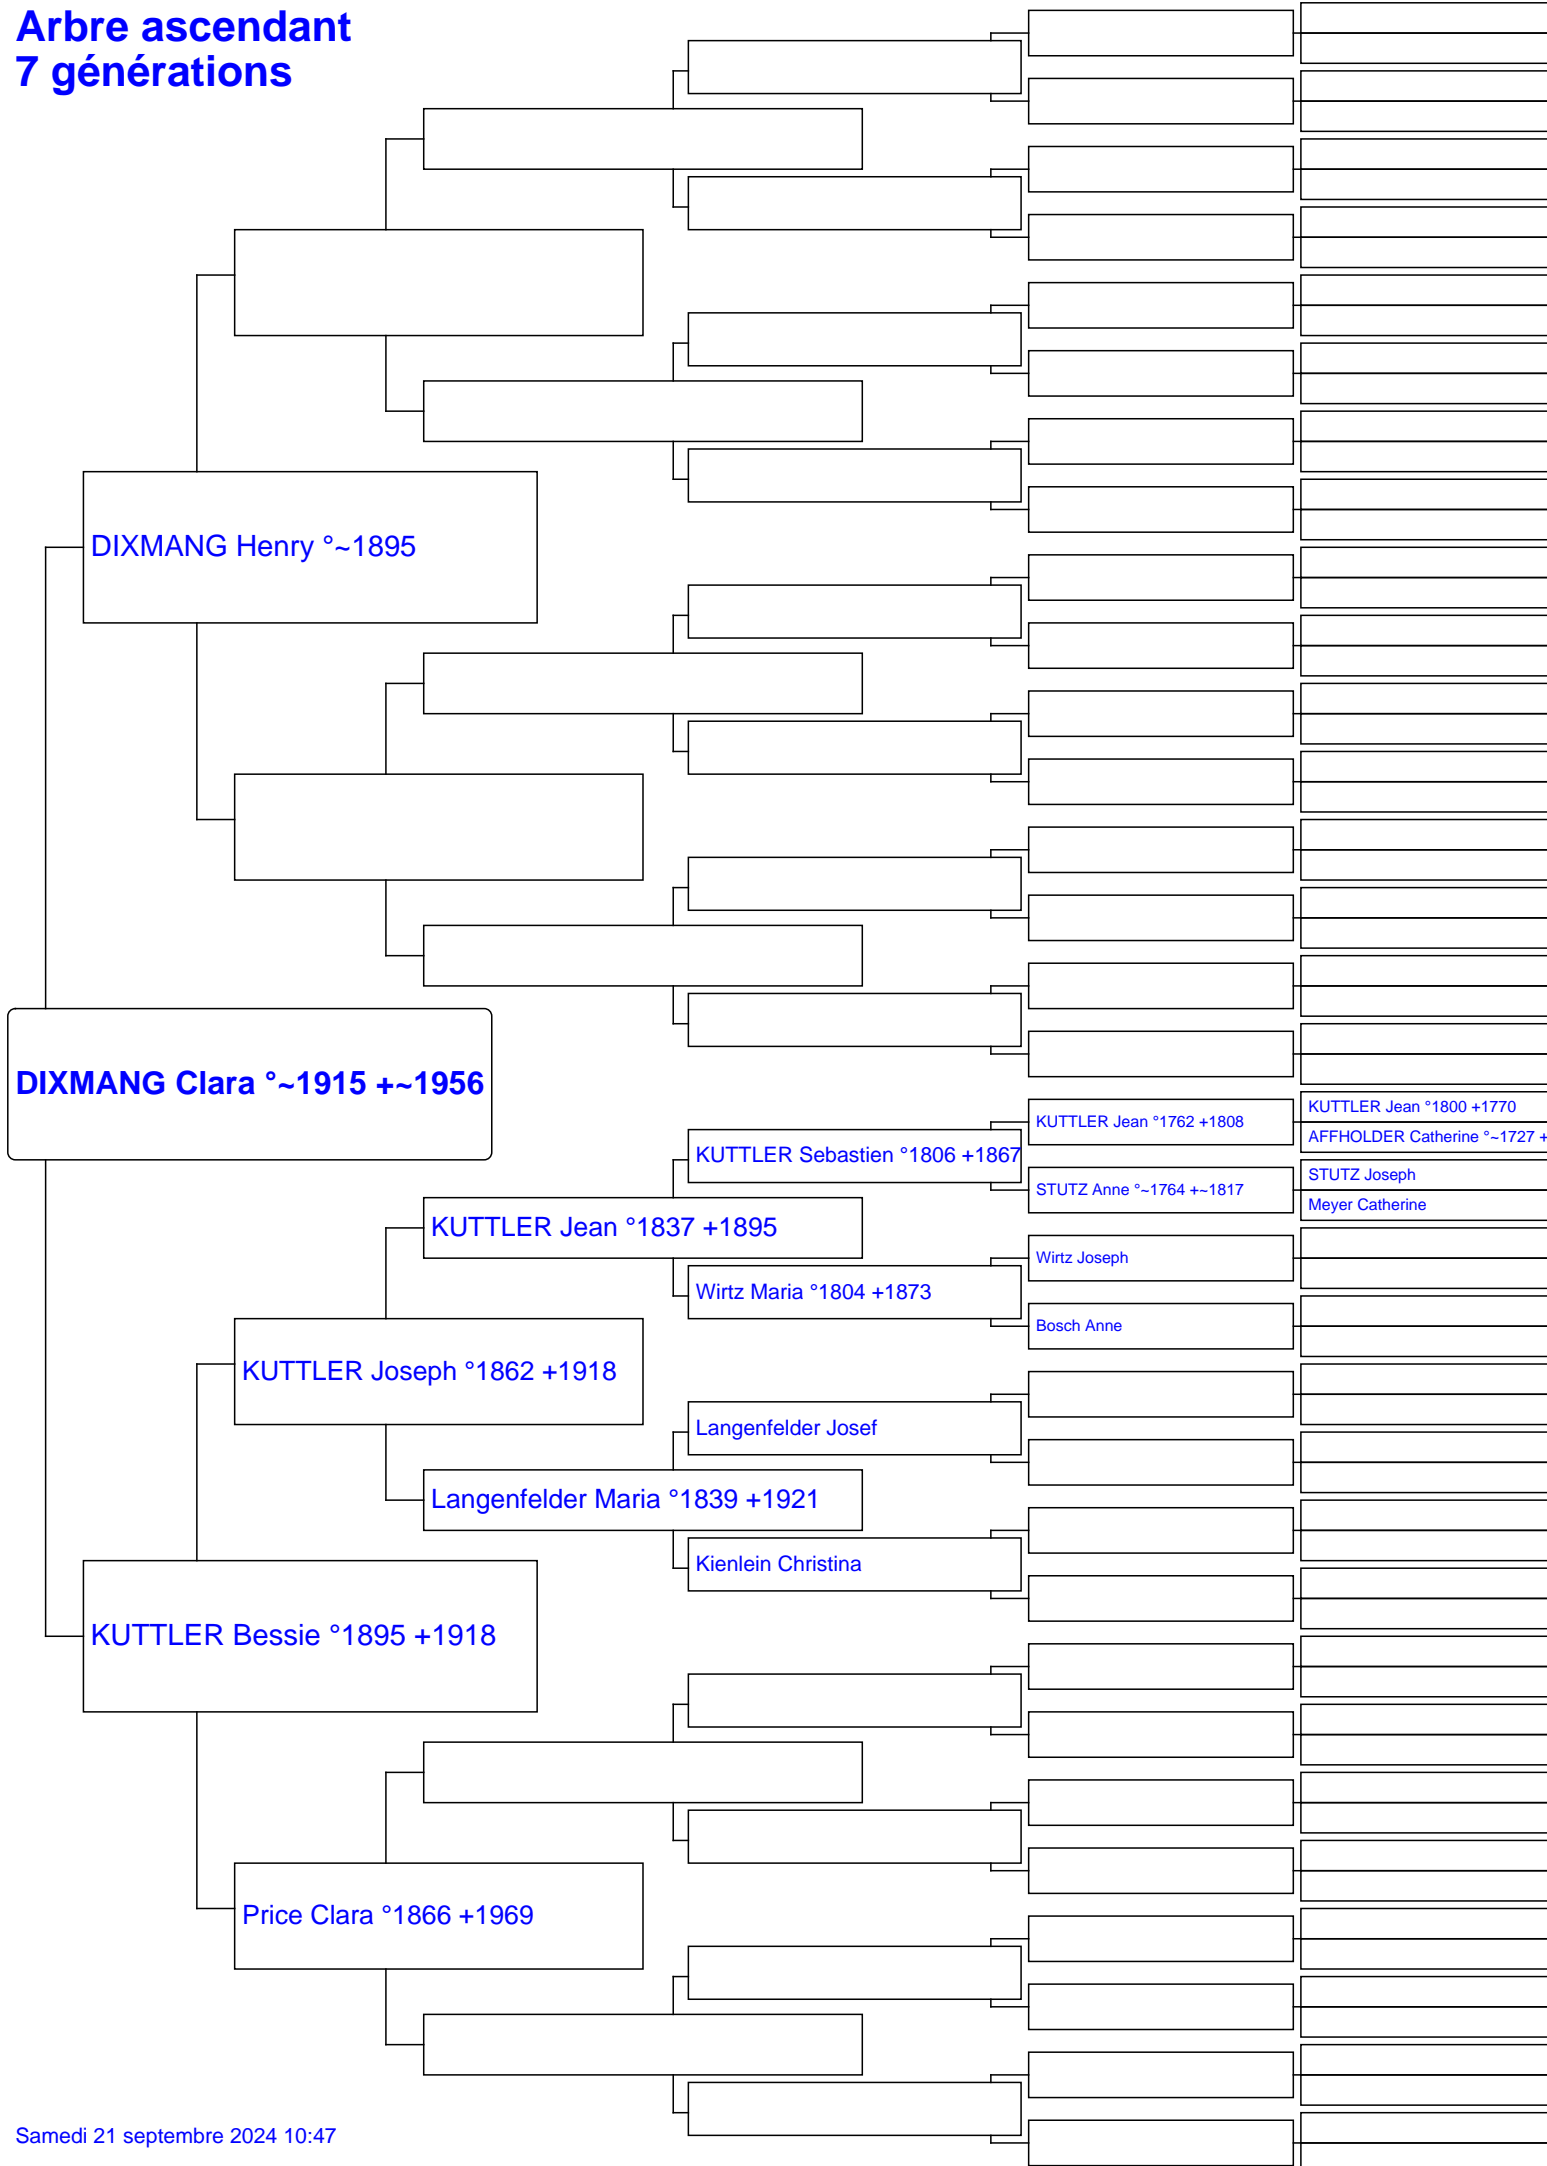 Arbre ascendant
7 générations
DIXMANG Henry °~1895
DIXMANG Clara °~1915 +~1956
KUTTLER Jean °1762 +1808
KUTTLER Jean °1800 +1770
AFFHOLDER Catherine °~1727 +
KUTTLER Sebastien °1806 +1867
STUTZ Anne °~1764 +~1817
STUTZ Joseph
Meyer Catherine
KUTTLER Jean °1837 +1895
Wirtz Joseph
Wirtz Maria °1804 +1873
Bosch Anne
KUTTLER Joseph °1862 +1918
Langenfelder Josef
Langenfelder Maria °1839 +1921
Kienlein Christina
KUTTLER Bessie °1895 +1918
Price Clara °1866 +1969
Samedi 21 septembre 2024 10:47